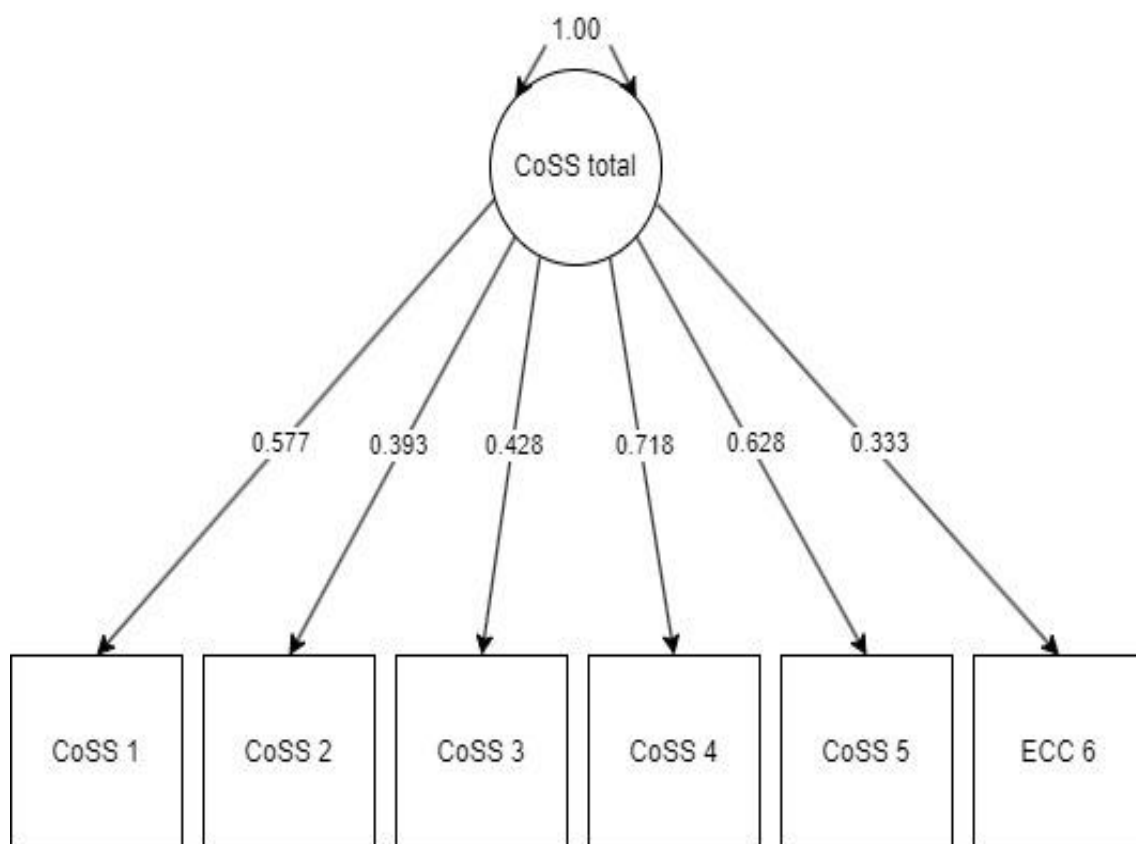 1.00
CoSS total
0.577
0.393
0.428
0.718
0.628
0.333
CoSS 1
CoSS 2
CoSS 3
CoSS 4
CoSS 5
ECC 6